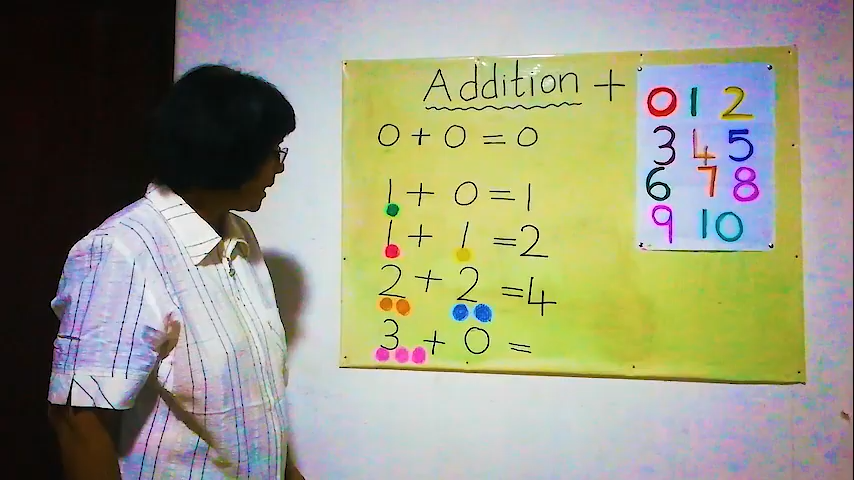 Addition +
0 + 0 = 0
1 + 0 = 1
1 + 1 = 2
2 + 2 = 4
3 + 0 =
0 1 2
3 4 5
6 7 8
9 10